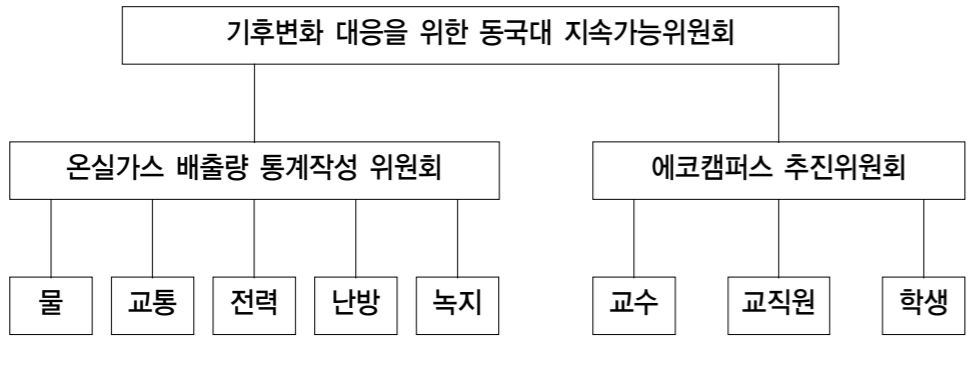 기후변화 대응을 위한 동국대 지속가능위원회
온실가스 배출량 통계작성 위원회
에코캠퍼스 추진위원회
물
교통
전력
난방
녹지
교수
교직원
학생